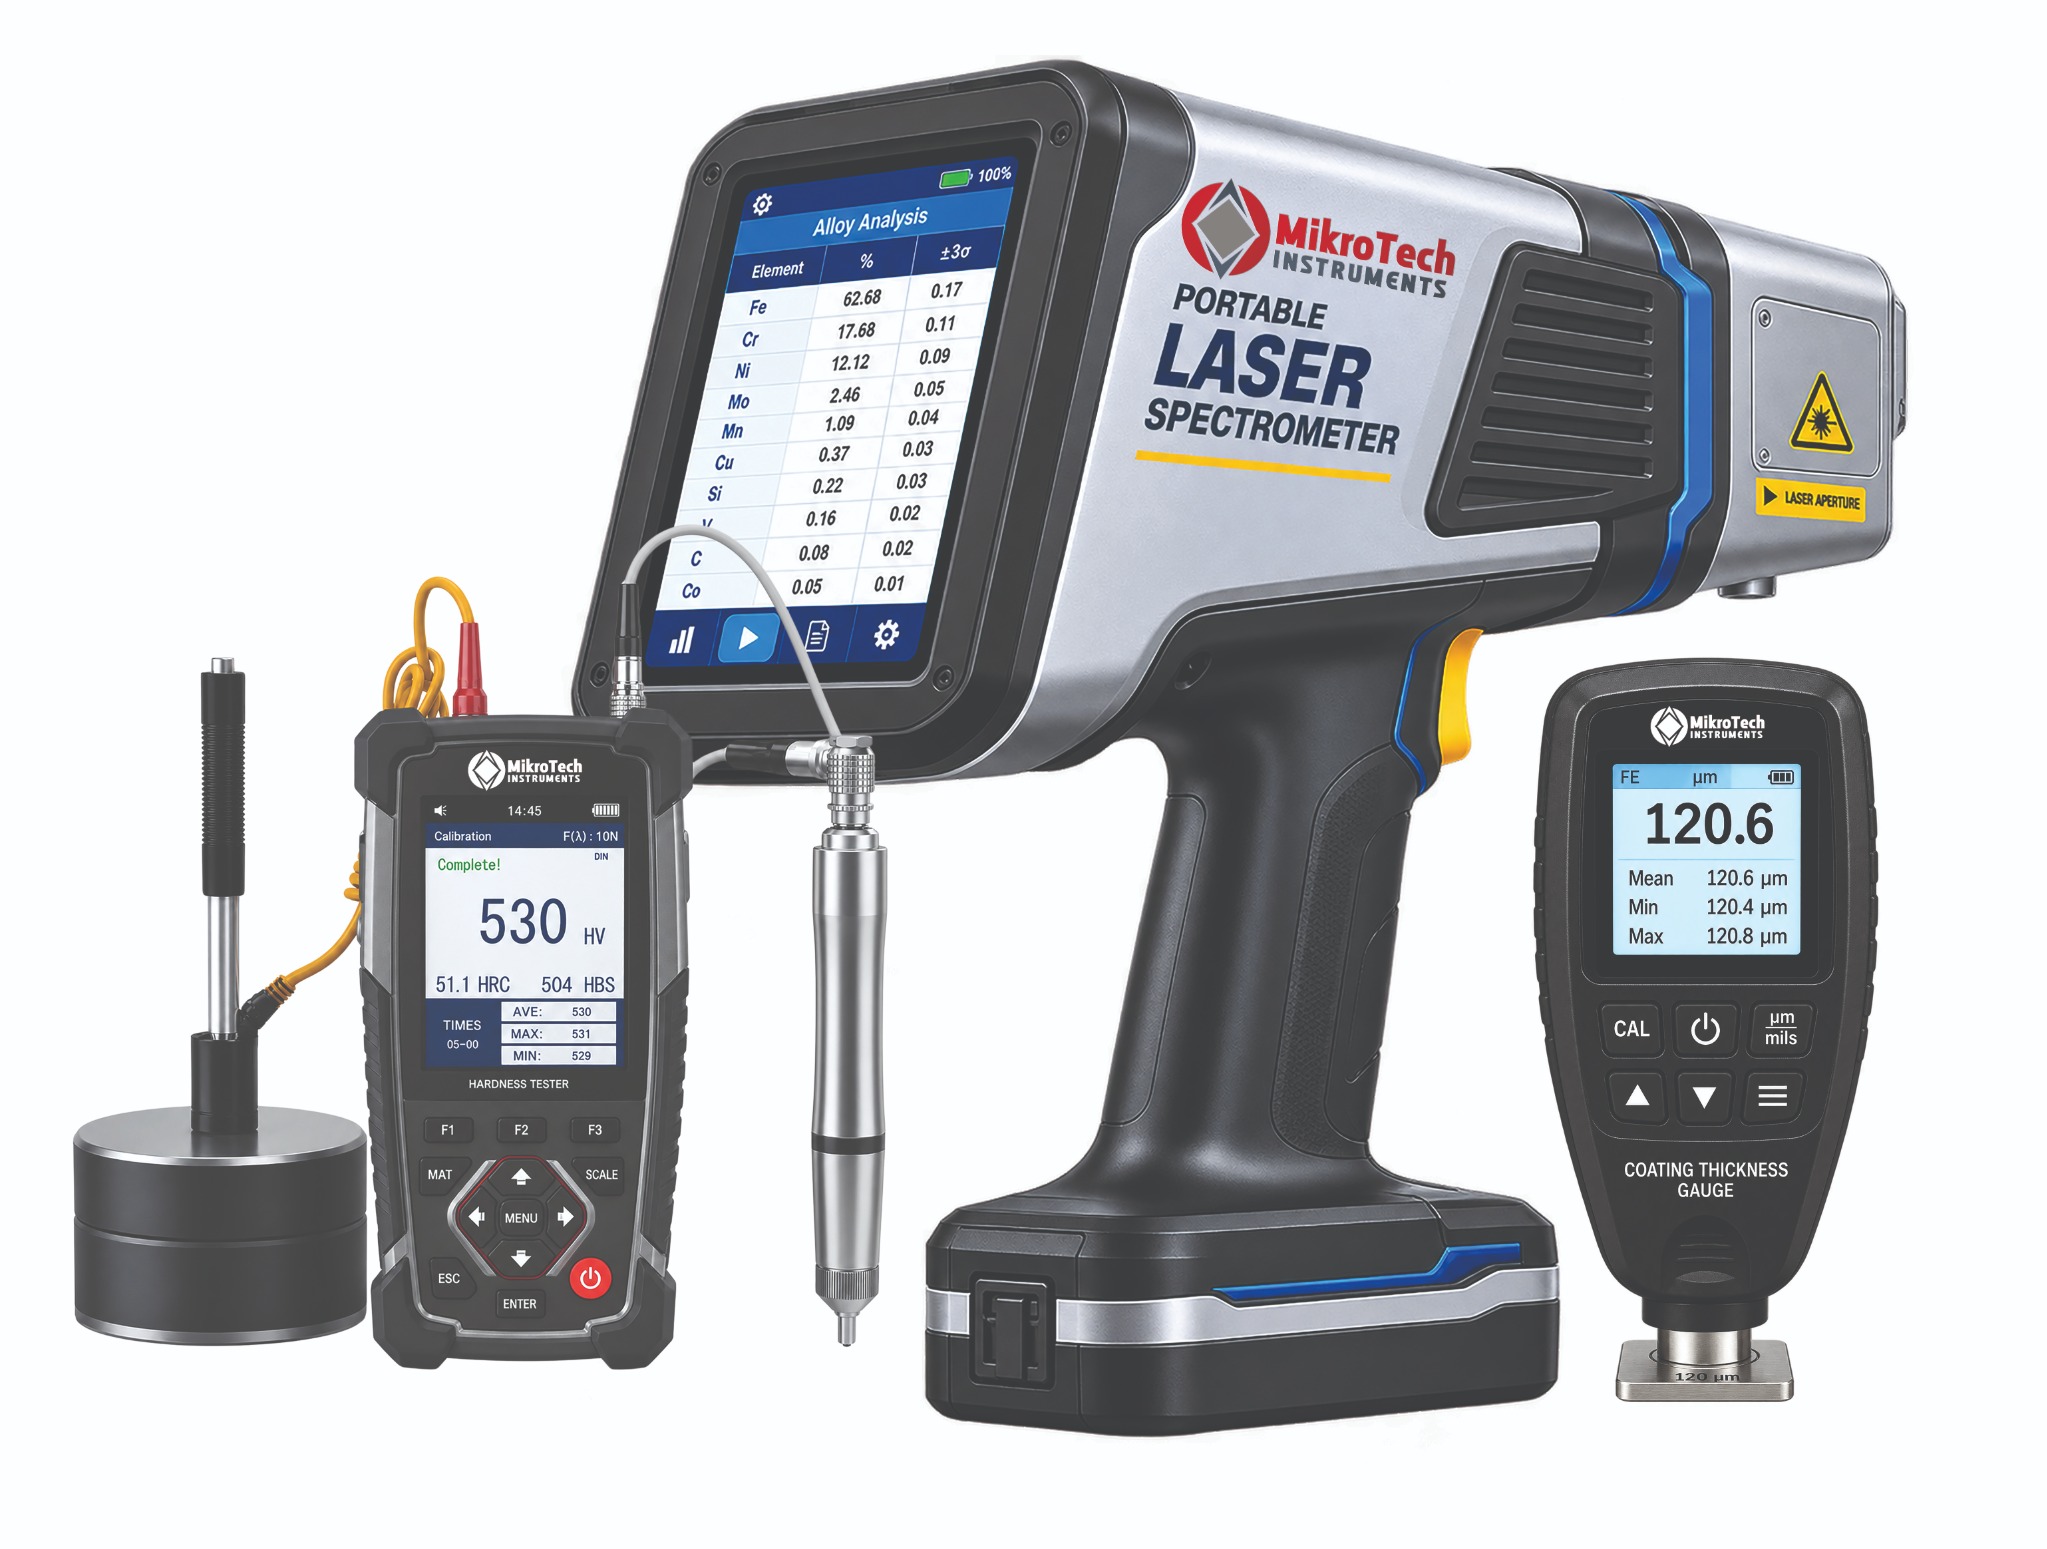 100%
Alloy Analysis
Element % ±3σ
Fe 62.68 0.17
Cr 17.68 0.11
Ni 12.12 0.09
Mo 2.46 0.05
Mn 1.09 0.04
Cu 0.37 0.03
Si 0.22 0.03
V 0.16 0.02
C 0.08 0.02
Co 0.05 0.01
MikroTech
INSTRUMENTS
PORTABLE
LASER
SPECTROMETER
LASER APERTURE
MikroTech
INSTRUMENTS
14:45
Calibration F(λ) : 10N
DIN
Complete!
530 HV
51.1 HRC 504 HBS
TIMES
05-00
AVE: 530
MAX: 531
MIN: 529
HARDNESS TESTER
F1 F2 F3
MAT SCALE
MENU
ESC
ENTER
MikroTech
INSTRUMENTS
FE µm
120.6
Mean 120.6 µm
Min 120.4 µm
Max 120.8 µm
CAL µm
mils
COATING THICKNESS
GAUGE
120 µm